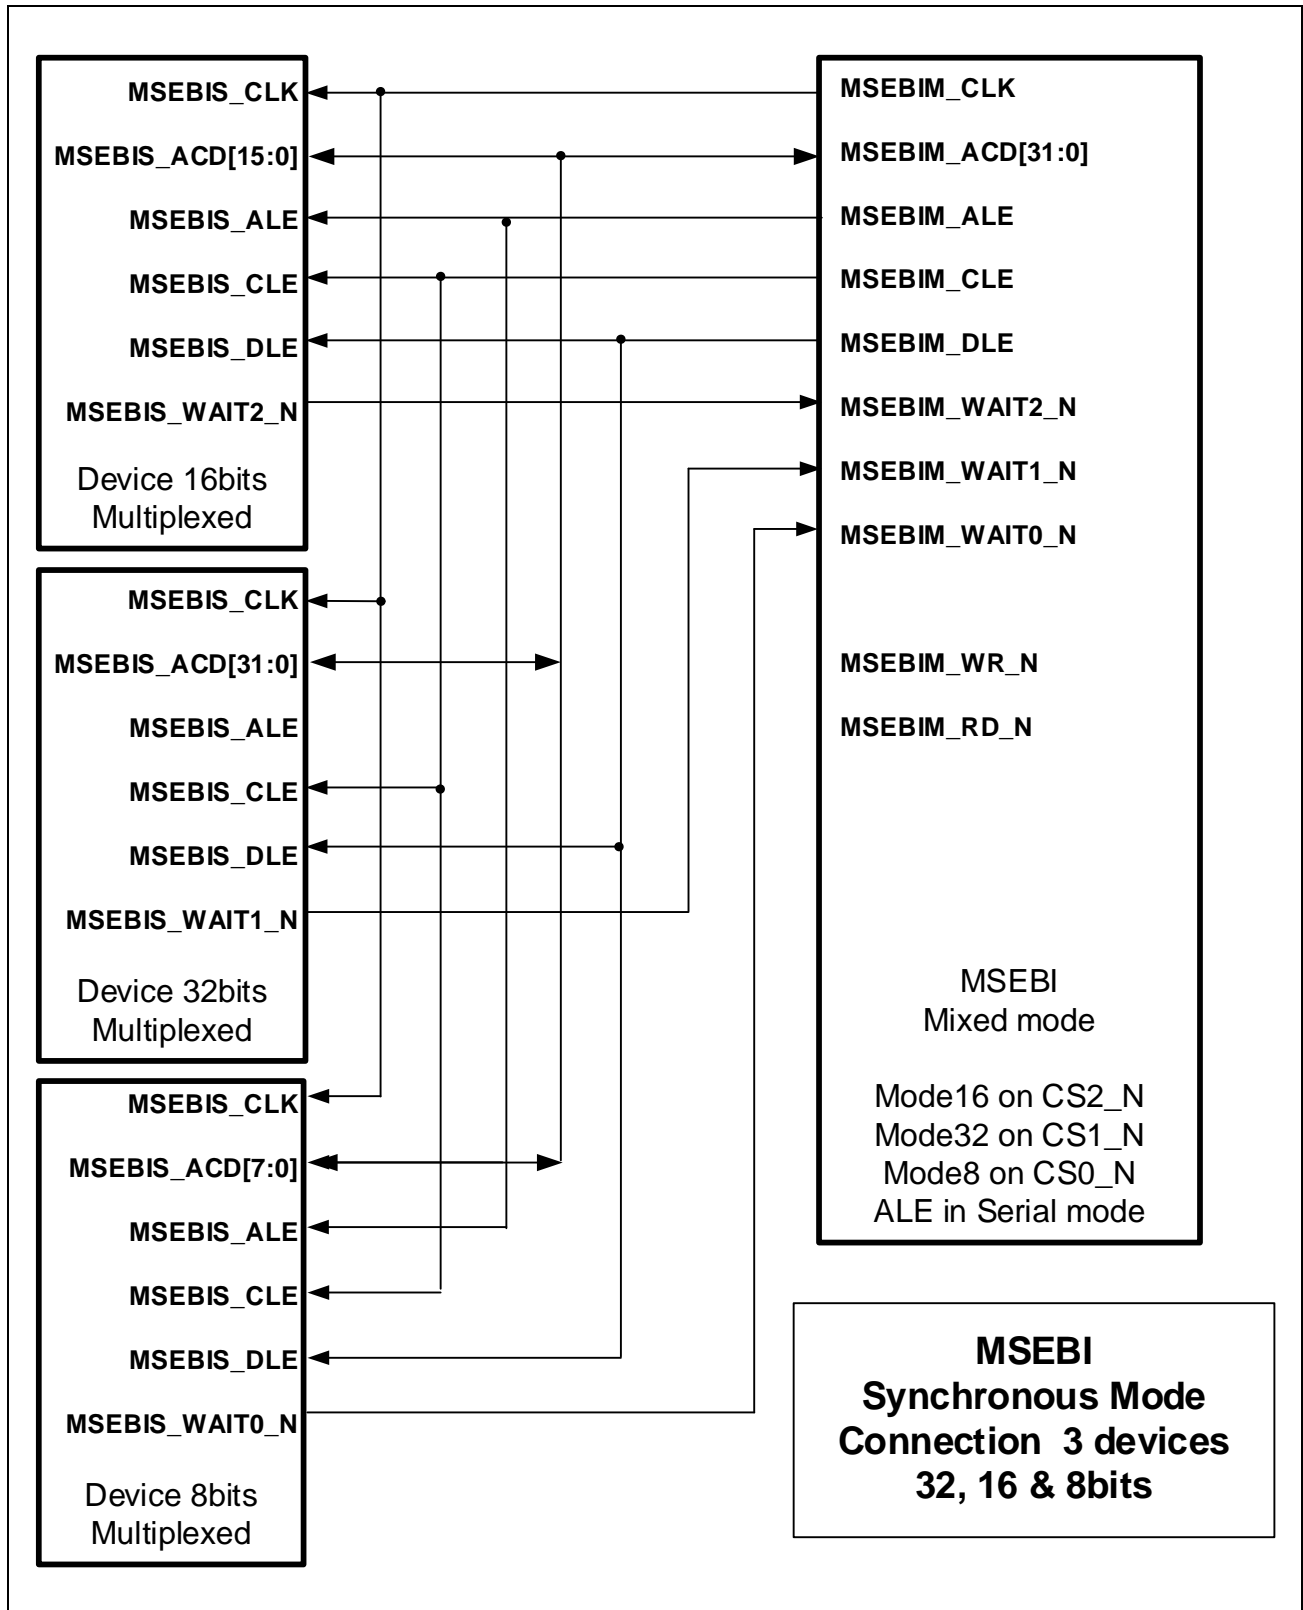 MSEBIS_CLK
MSEBIS_ACD[15:0]
MSEBIS_ALE
MSEBIS_CLE
MSEBIS_DLE
MSEBIS_WAIT2_N
Device 16bits
Multiplexed
MSEBIS_CLK
MSEBIS_ACD[31:0]
MSEBIS_ALE
MSEBIS_CLE
MSEBIS_DLE
MSEBIS_WAIT1_N
Device 32bits
Multiplexed
MSEBIS_CLK
MSEBIS_ACD[7:0]
MSEBIS_ALE
MSEBIS_CLE
MSEBIS_DLE
MSEBIS_WAIT0_N
Device 8bits
Multiplexed
MSEBIM_CLK
MSEBIM_ACD[31:0]
MSEBIM_ALE
MSEBIM_CLE
MSEBIM_DLE
MSEBIM_WAIT2_N
MSEBIM_WAIT1_N
MSEBIM_WAIT0_N
MSEBIM_WR_N
MSEBIM_RD_N
MSEBI
Mixed mode
Mode16 on CS2_N
Mode32 on CS1_N
Mode8 on CS0_N
ALE in Serial mode
MSEBI
Synchronous Mode
Connection 3 devices
32, 16 & 8bits